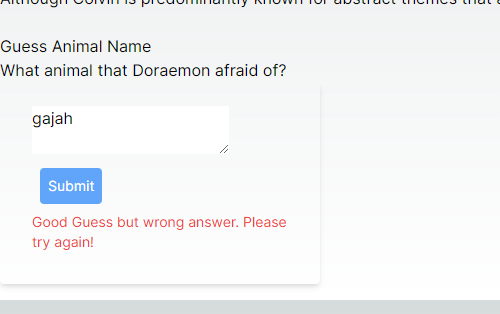 Although Colvin is predominantly known for abstract themes that a
Guess Animal Name
What animal that Doraemon afraid of?
gajah
Submit
Good Guess but wrong answer. Please
try again!